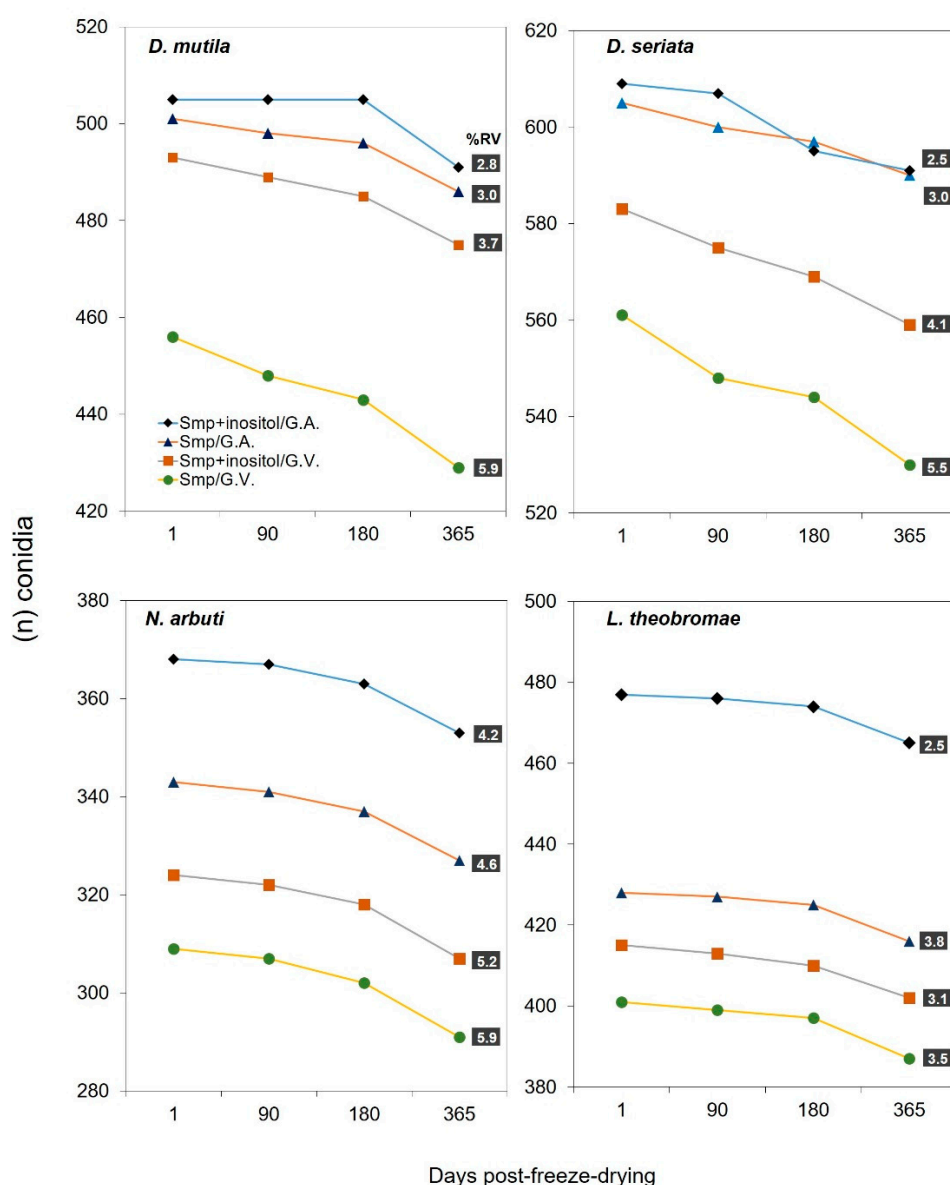 D. mutila
520
500
480
460
440
420
%RV
2.8
3.0
3.7
5.9
Smp+inositol/G.A.
Smp/G.A.
Smp+inositol/G.V.
Smp/G.V.
1 90 180 365
D. seriata
620
600
580
560
540
520
2.5
3.0
4.1
5.5
1 90 180 365
(n) conidia
N. arbuti
380
360
340
320
300
280
4.2
4.6
5.2
5.9
1 90 180 365
L. theobromae
500
480
460
440
420
400
380
2.5
3.8
3.1
3.5
1 90 180 365
Days post-freeze-drying